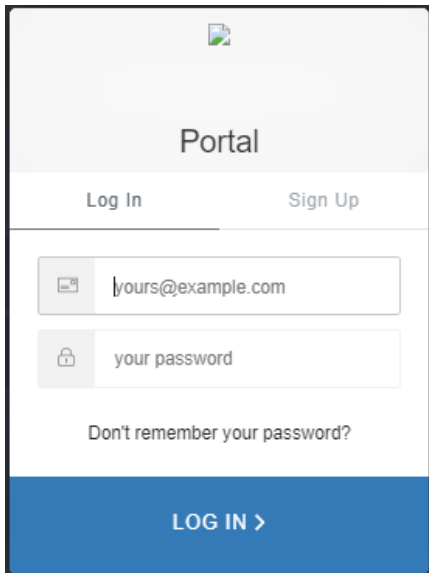 Portal
Log In
Sign Up
yours@example.com
your password
Don't remember your password?
LOG IN >